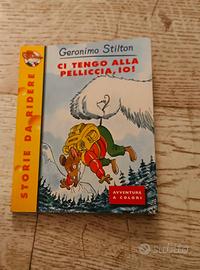 Geronimo Stilton
CI TENGO ALLA
PELLICCIA, IO!
STORIE DA RIDERE
AVVENTURE
A COLORI
subito